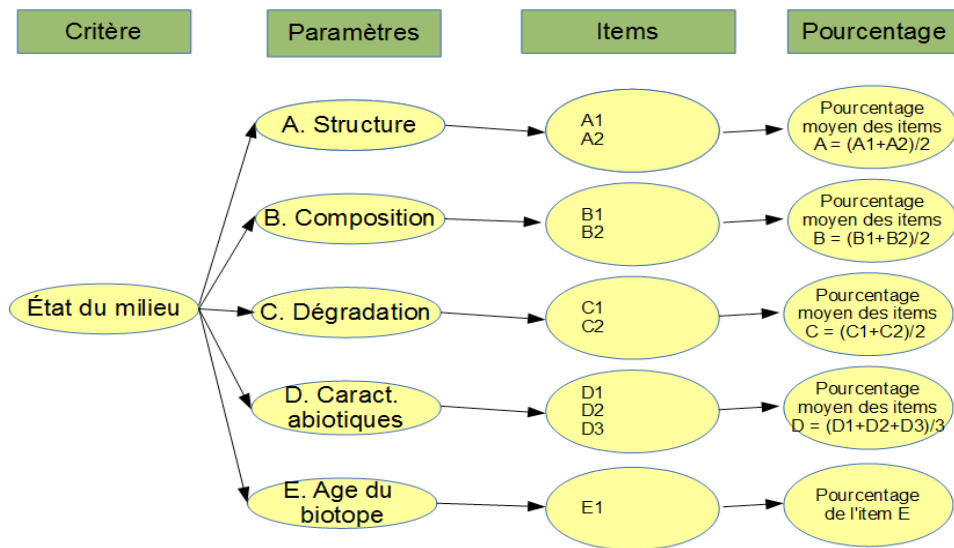 Critère
Paramètres
Items
Pourcentage
A. Structure
A1
A2
Pourcentage
moyen des items
A = (A1+A2)/2
B. Composition
B1
B2
Pourcentage
moyen des items
B = (B1+B2)/2
État du milieu
C. Dégradation
C1
C2
Pourcentage
moyen des items
C = (C1+C2)/2
D. Caract.
abiotiques
D1
D2
D3
Pourcentage
moyen des items
D = (D1+D2+D3)/3
E. Age du
biotope
E1
Pourcentage
de l'item E